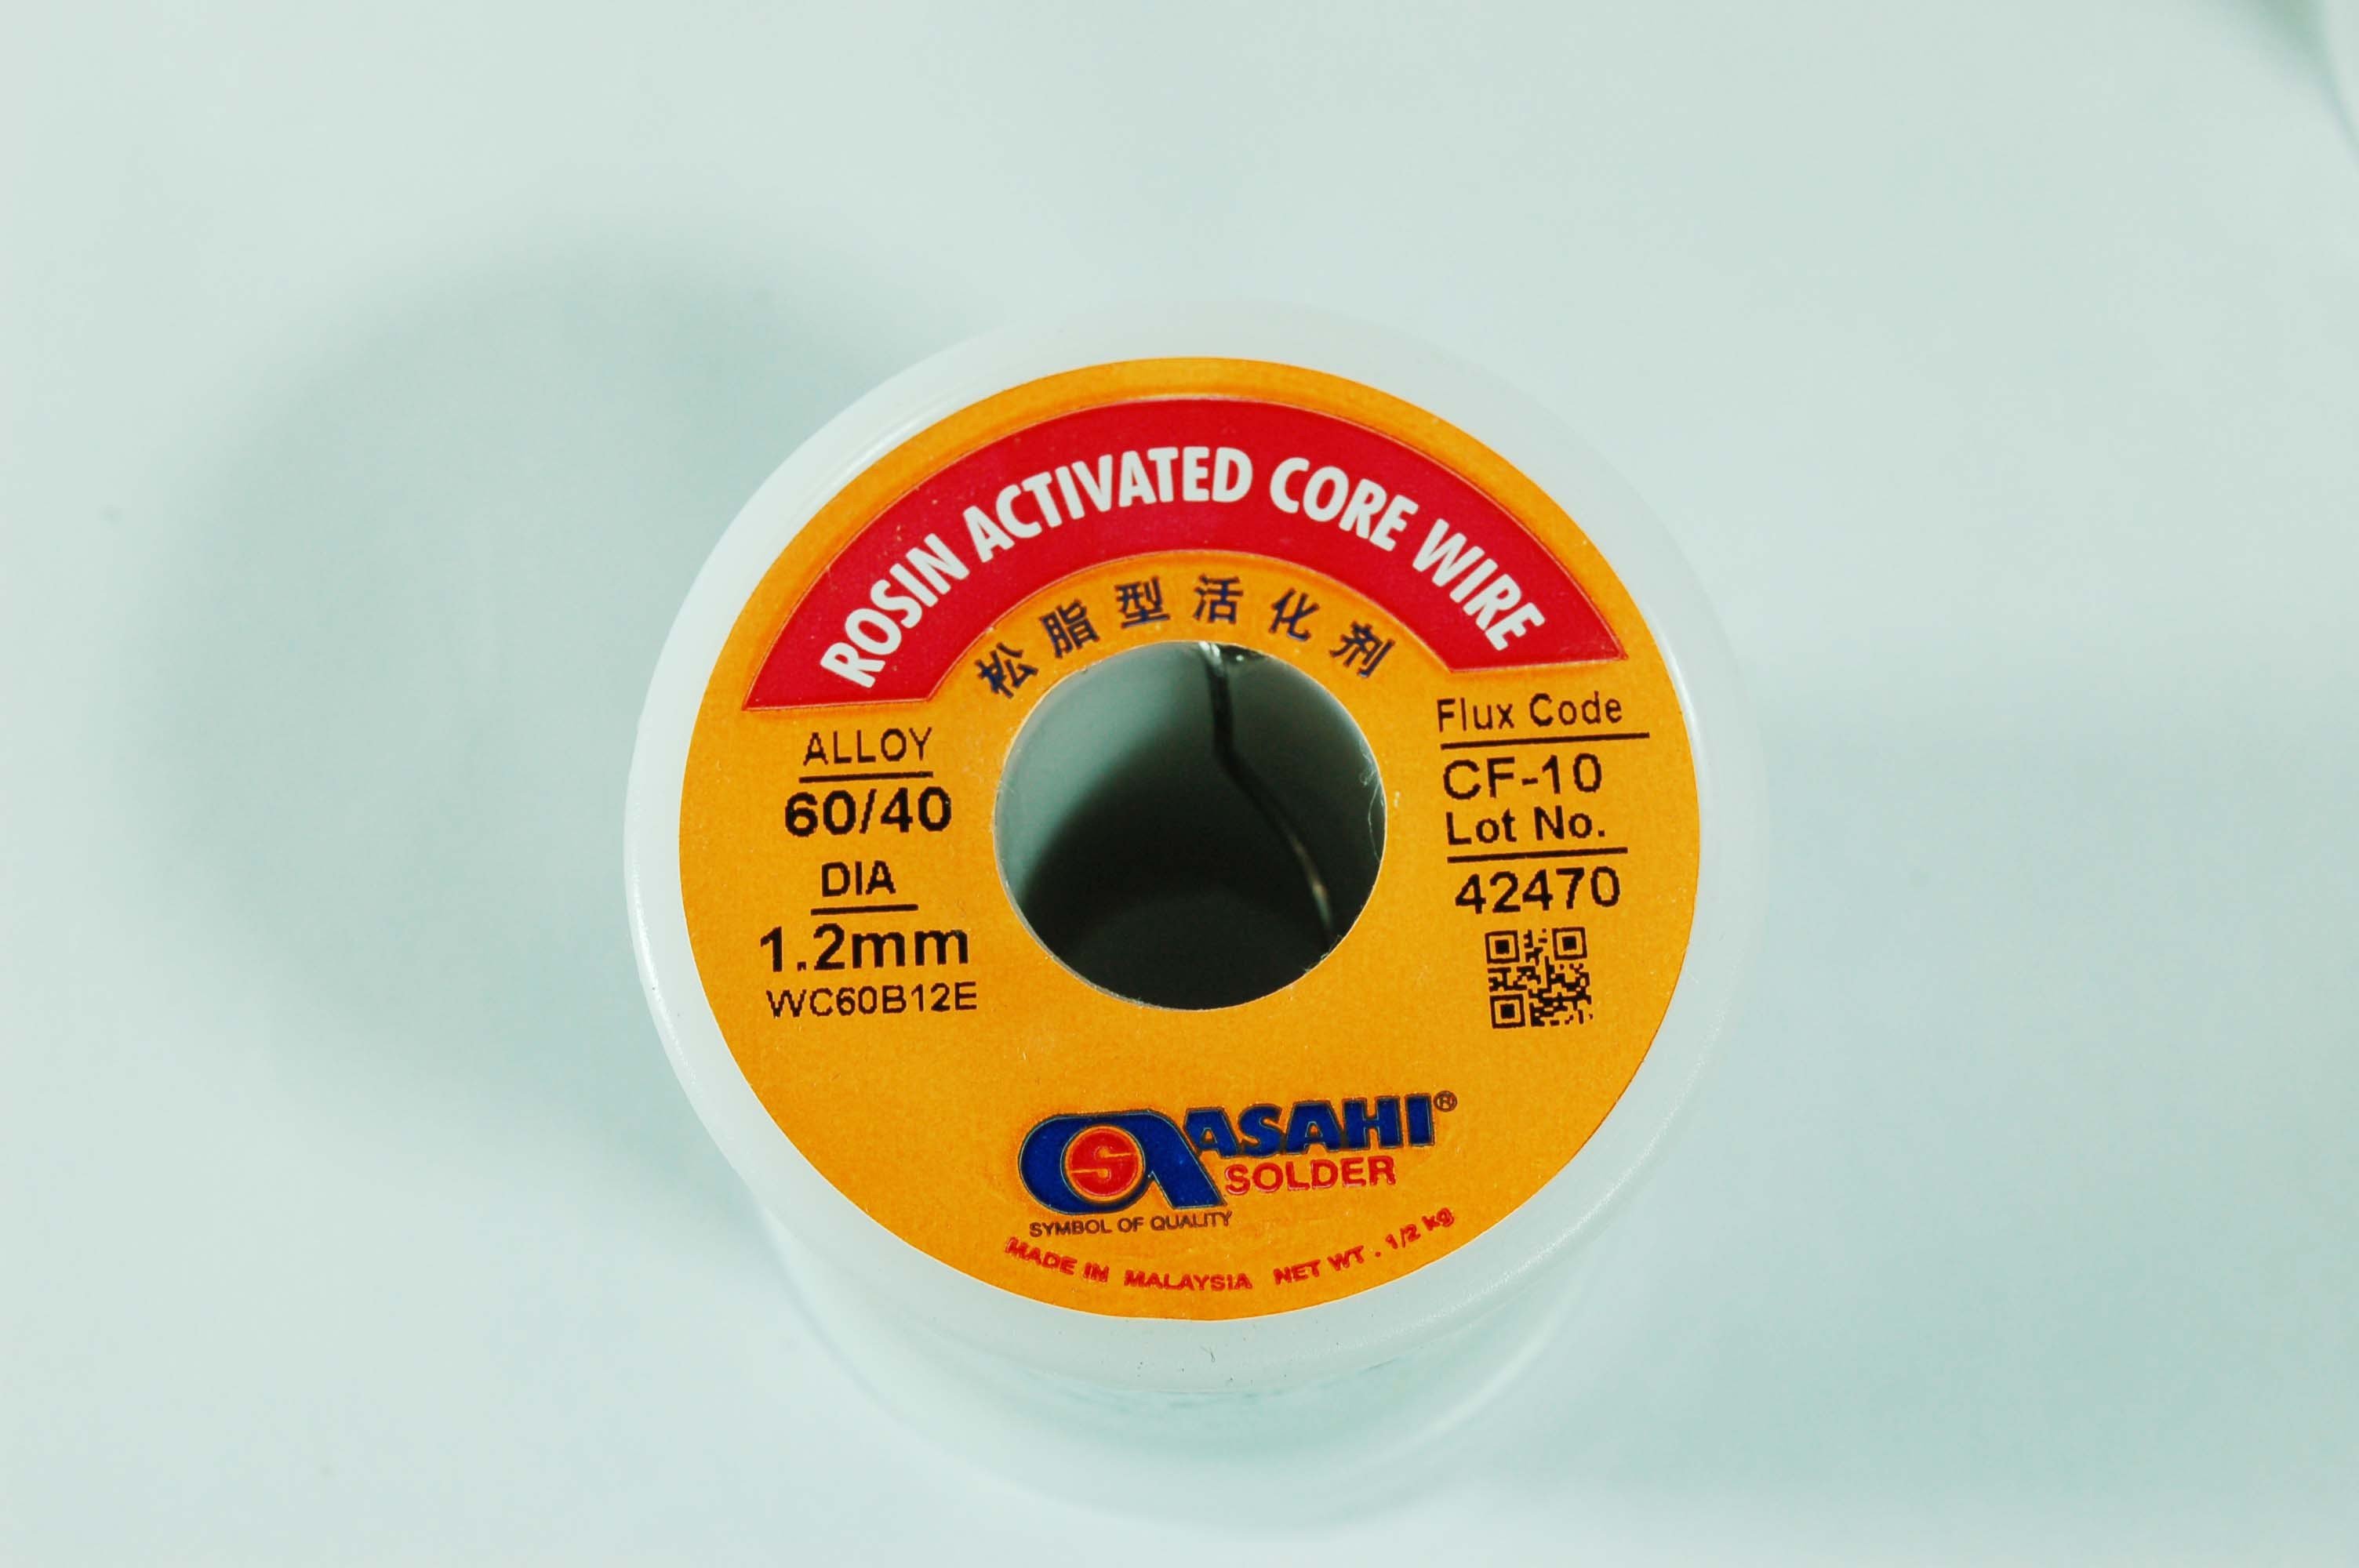 ROSIN ACTIVATED CORE WIRE
松脂型活化剂
ALLOY
60/40
DIA
1.2mm
WC60B12E
Flux Code
CF-10
Lot No.
42470
ASAHI®
SOLDER
SYMBOL OF QUALITY
MADE IN MALAYSIA NET WT. 1/2 kg